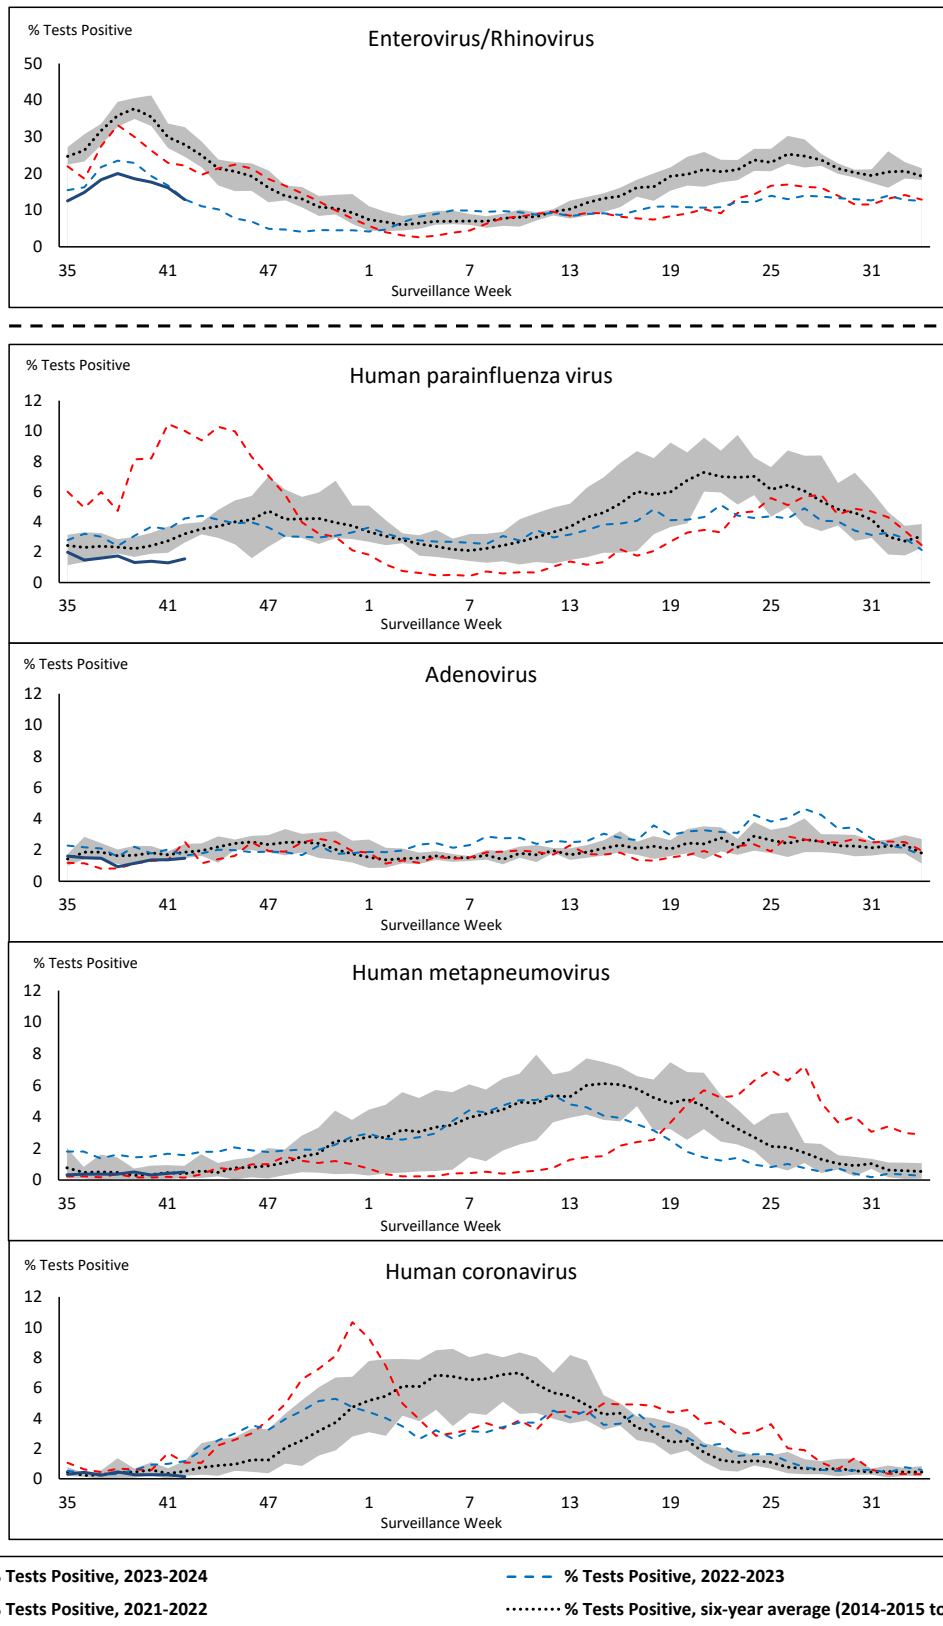 % Tests Positive
Enterovirus/Rhinovirus
50
40
30
20
10
0
35 41 47 1 7 13 19 25 31
Surveillance Week
% Tests Positive
Human parainfluenza virus
12
10
8
6
4
2
0
35 41 47 1 7 13 19 25 31
Surveillance Week
% Tests Positive
Adenovirus
12
10
8
6
4
2
0
35 41 47 1 7 13 19 25 31
Surveillance Week
% Tests Positive
Human metapneumovirus
12
10
8
6
4
2
0
35 41 47 1 7 13 19 25 31
Surveillance Week
% Tests Positive
Human coronavirus
12
10
8
6
4
2
0
35 41 47 1 7 13 19 25 31
Surveillance Week
Tests Positive, 2023-2024 % Tests Positive, 2022-2023
Tests Positive, 2021-2022 % Tests Positive, six-year average (2014-2015 to